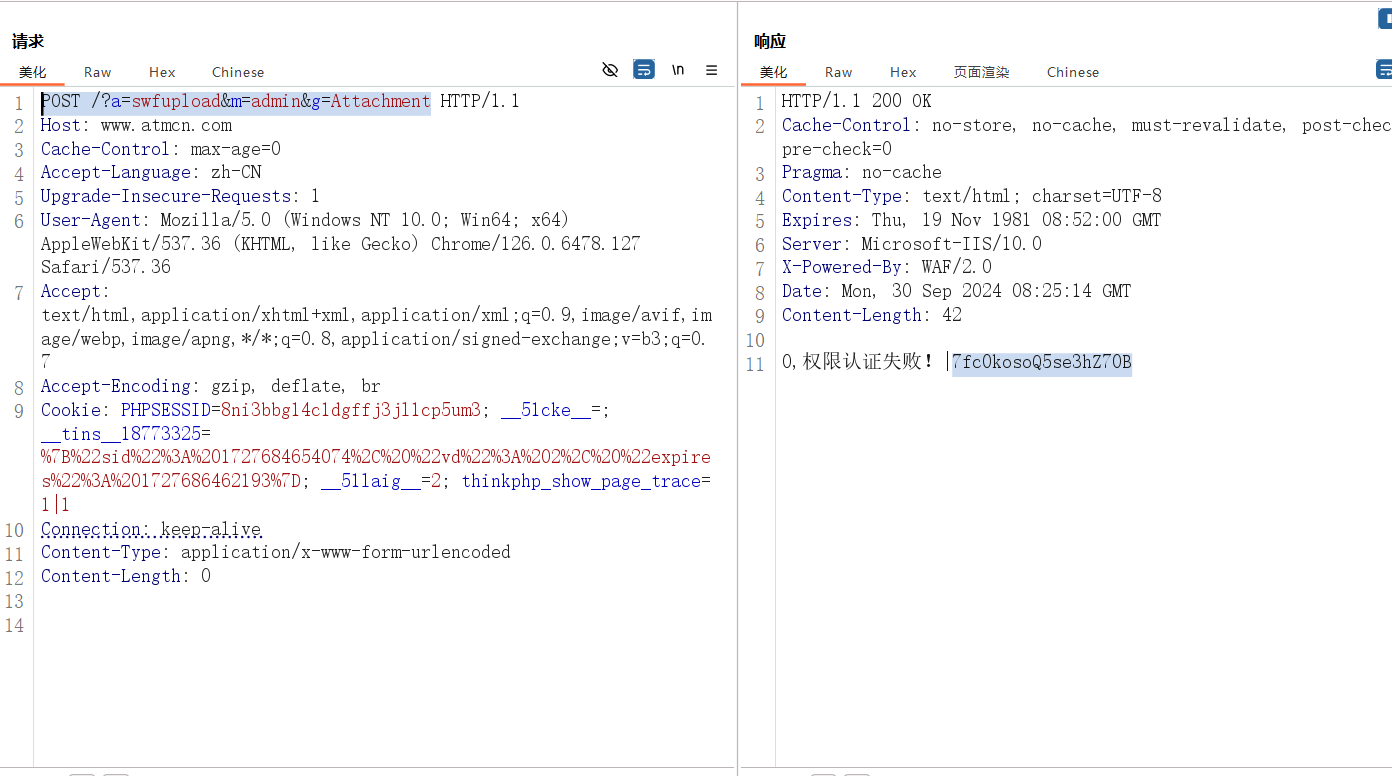 请求
美化 Raw Hex Chinese \n
1 POST /?a=swfupload&m=admin&g=Attachment HTTP/1.1
2 Host: www.atmcn.com
3 Cache-Control: max-age=0
4 Accept-Language: zh-CN
5 Upgrade-Insecure-Requests: 1
6 User-Agent: Mozilla/5.0 (Windows NT 10.0; Win64; x64)
AppleWebKit/537.36 (KHTML, like Gecko) Chrome/126.0.6478.127
Safari/537.36
7 Accept:
text/html,application/xhtml+xml,application/xml;q=0.9,image/avif,im
age/webp,image/apng,*/*;q=0.8,application/signed-exchange;v=b3;q=0.
7
8 Accept-Encoding: gzip, deflate, br
9 Cookie: PHPSESSID=8ni3bbgl4cldgffj3jl1cp5um3; __51cke__=;
__tins__18773325=
%7B%22sid%22%3A%201727684654074%2C%20%22vd%22%3A%202%2C%20%22expire
s%22%3A%201727686462193%7D; __51laig__=2; thinkphp_show_page_trace=
1|1
10 Connection: keep-alive
11 Content-Type: application/x-www-form-urlencoded
12 Content-Length: 0
13
14
响应
美化 Raw Hex 页面渲染 Chinese
1 HTTP/1.1 200 OK
2 Cache-Control: no-store, no-cache, must-revalidate, post-chec
pre-check=0
3 Pragma: no-cache
4 Content-Type: text/html; charset=UTF-8
5 Expires: Thu, 19 Nov 1981 08:52:00 GMT
6 Server: Microsoft-IIS/10.0
7 X-Powered-By: WAF/2.0
8 Date: Mon, 30 Sep 2024 08:25:14 GMT
9 Content-Length: 42
10
11 0,权限认证失败！|7fc0kosoQ5se3hZ70B